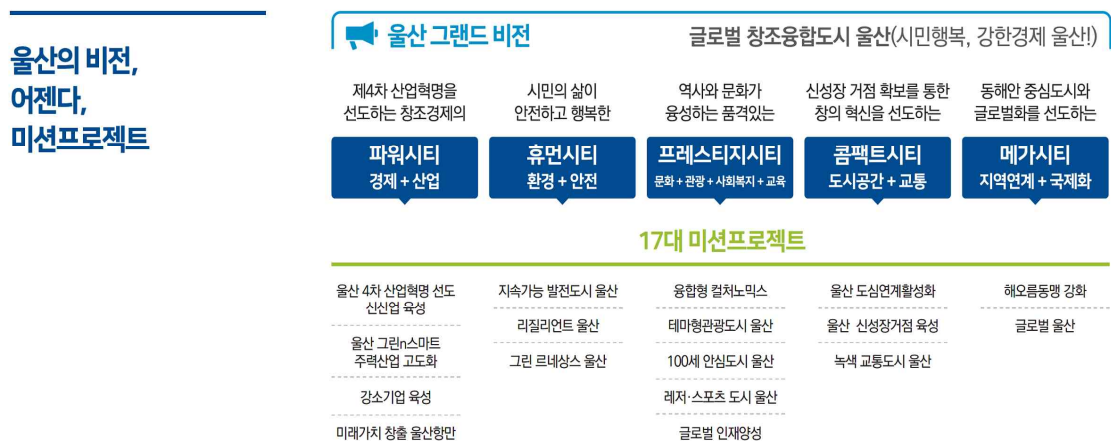 울산의 비전,
어젠다,
미션프로젝트
울산 그랜드 비전
글로벌 창조융합도시 울산(시민행복, 강한경제 울산!)
제4차 산업혁명을
선도하는 창조경제의
파워시티
경제 + 산업
시민의 삶이
안전하고 행복한
휴먼시티
환경 + 안전
역사와 문화가
융성하는 품격있는
프레스티지시티
문화 + 관광 + 사회복지 + 교육
신성장 거점 확보를 통한
창의 혁신을 선도하는
콤팩트시티
도시공간 + 교통
동해안 중심도시와
글로벌화를 선도하는
메가시티
지역연계 + 국제화
17대 미션프로젝트
울산 4차 산업혁명 선도
신산업 육성
울산 그린n스마트
주력산업 고도화
강소기업 육성
미래가치 창출 울산항만
지속가능 발전도시 울산
리질리언트 울산
그린 르네상스 울산
융합형 컬처노믹스
테마형관광도시 울산
100세 안심도시 울산
레저·스포츠 도시 울산
글로벌 인재양성
울산 도심연계활성화
울산 신성장거점 육성
녹색 교통도시 울산
해오름동맹 강화
글로벌 울산